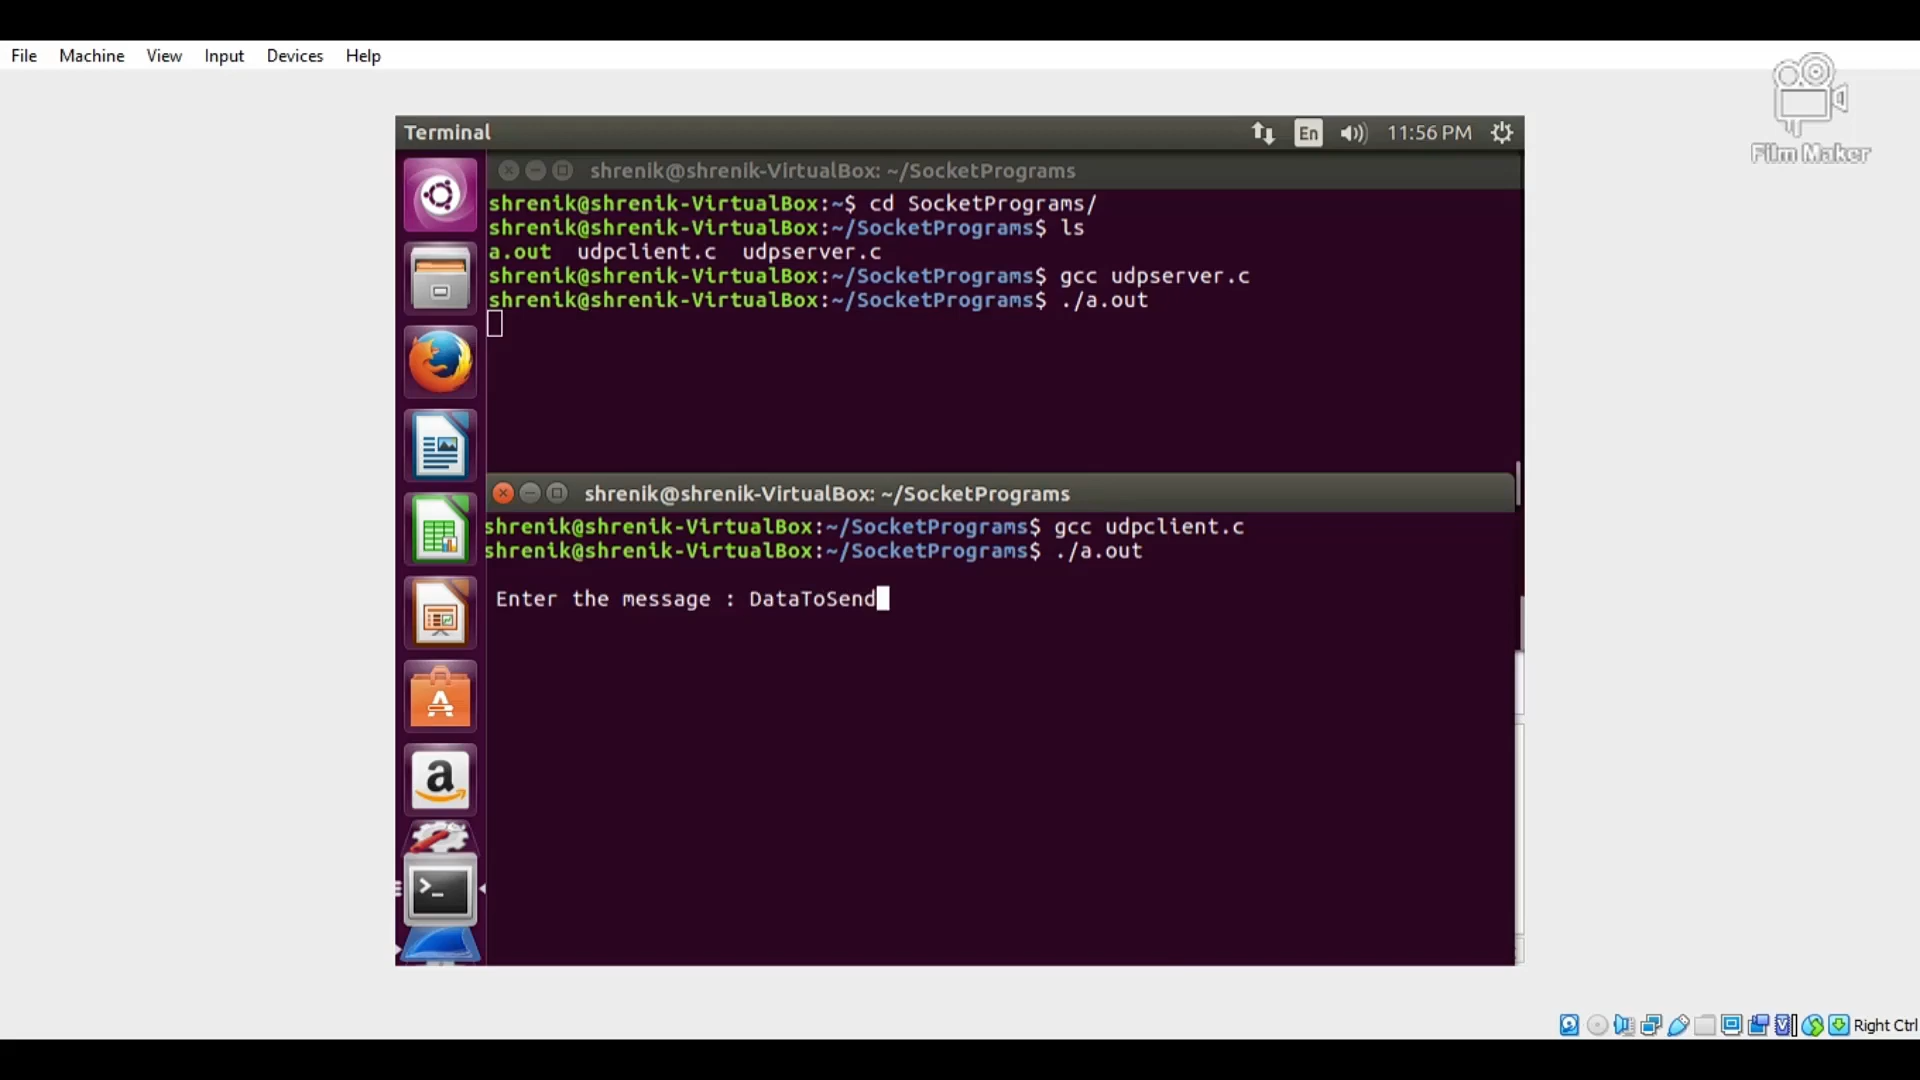 File Machine View Input Devices Help
Film Maker
Terminal En 11:56 PM
shrenik@shrenik-VirtualBox: ~/SocketPrograms
shrenik@shrenik-VirtualBox:~$ cd SocketPrograms/
shrenik@shrenik-VirtualBox:~/SocketPrograms$ ls
a.out udpclient.c udpserver.c
shrenik@shrenik-VirtualBox:~/SocketPrograms$ gcc udpserver.c
shrenik@shrenik-VirtualBox:~/SocketPrograms$ ./a.out
shrenik@shrenik-VirtualBox: ~/SocketPrograms
shrenik@shrenik-VirtualBox:~/SocketPrograms$ gcc udpclient.c
shrenik@shrenik-VirtualBox:~/SocketPrograms$ ./a.out
Enter the message : DataToSend
Right Ctrl